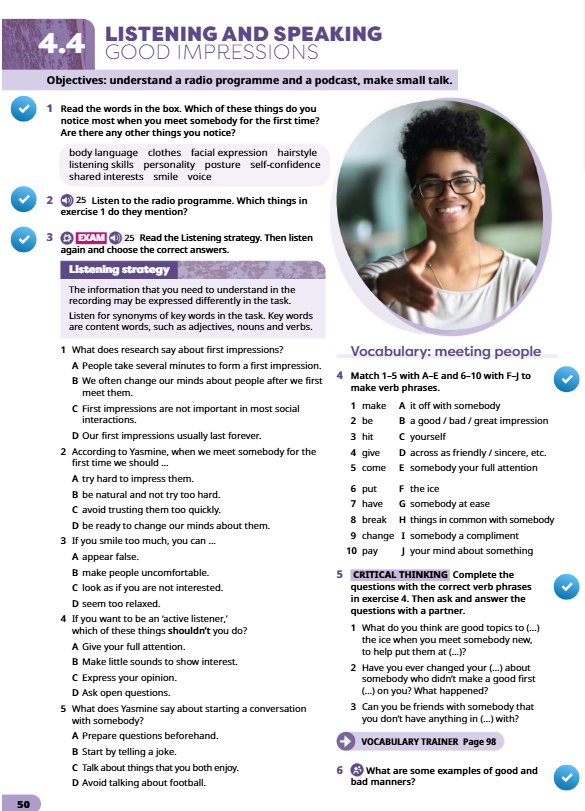 4.4
LISTENING AND SPEAKING
GOOD IMPRESSIONS
Objectives: understand a radio programme and a podcast, make small talk.
1 Read the words in the box. Which of these things do you
notice most when you meet somebody for the first time?
Are there any other things you notice?
body language clothes facial expression hairstyle
listening skills personality posture self-confidence
shared interests smile voice
2 25 Listen to the radio programme. Which things in
exercise 1 do they mention?
3 EXAM 25 Read the Listening strategy. Then listen
again and choose the correct answers.
Listening strategy
The information that you need to understand in the
recording may be expressed differently in the task.
Listen for synonyms of key words in the task. Key words
are content words, such as adjectives, nouns and verbs.
1 What does research say about first impressions?
A People take several minutes to form a first impression.
B We often change our minds about people after we first
meet them.
C First impressions are not important in most social
interactions.
D Our first impressions usually last forever.
2 According to Yasmine, when we meet somebody for the
first time we should ...
A try hard to impress them.
B be natural and not try too hard.
C avoid trusting them too quickly.
D be ready to change our minds about them.
3 If you smile too much, you can ...
A appear false.
B make people uncomfortable.
C look as if you are not interested.
D seem too relaxed.
4 If you want to be an ‘active listener,’
which of these things shouldn’t you do?
A Give your full attention.
B Make little sounds to show interest.
C Express your opinion.
D Ask open questions.
5 What does Yasmine say about starting a conversation
with somebody?
A Prepare questions beforehand.
B Start by telling a joke.
C Talk about things that you both enjoy.
D Avoid talking about football.
50
Vocabulary: meeting people
4 Match 1–5 with A–E and 6–10 with F–J to
make verb phrases.
1 make A it off with somebody
2 be B a good / bad / great impression
3 hit C yourself
4 give D across as friendly / sincere, etc.
5 come E somebody your full attention
6 put F the ice
7 have G somebody at ease
8 break H things in common with somebody
9 change I somebody a compliment
10 pay J your mind about something
5 CRITICAL THINKING Complete the
questions with the correct verb phrases
in exercise 4. Then ask and answer the
questions with a partner.
1 What do you think are good topics to (...)
the ice when you meet somebody new,
to help put them at (...)?
2 Have you ever changed your (...) about
somebody who didn’t make a good first
(...) on you? What happened?
3 Can you be friends with somebody that
you don’t have anything in (...) with?
VOCABULARY TRAINER Page 98
6 What are some examples of good and
bad manners?